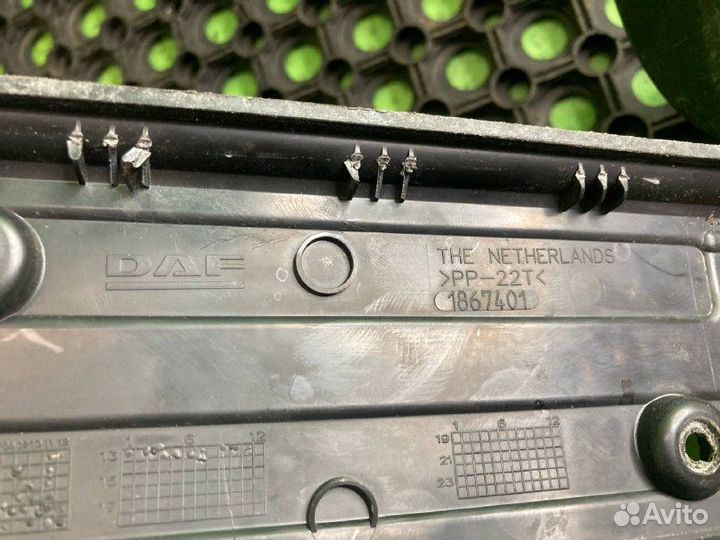 DAF
THE NETHERLANDS
>PP-22T<
1867401
1 6 12
13
15
17
1 6 12
19
21
23
Avito